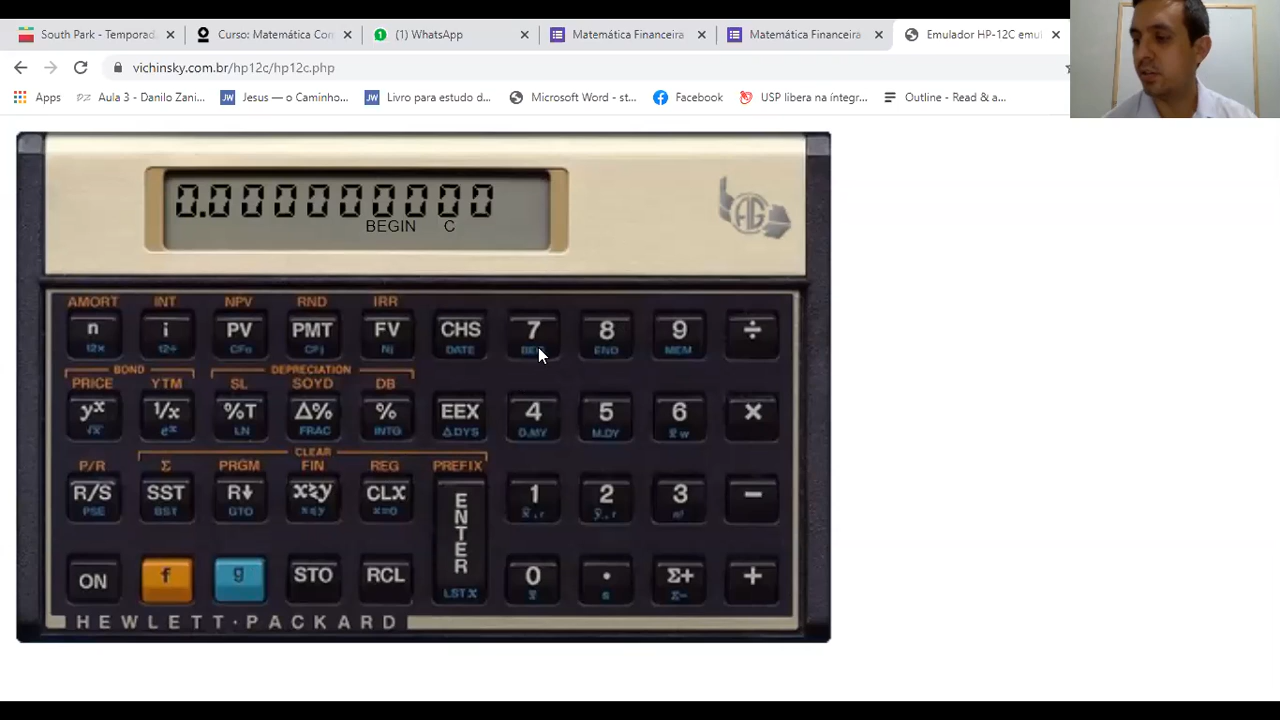 South Park - Temporad
Curso: Matemática Con
(1) WhatsApp
Matemática Financeira
Matemática Financeira
Emulador HP-12C emul
vichinsky.com.br/hp12c/hp12c.php
Apps
Aula 3 - Danilo Zani...
Jesus — o Caminho...
Livro para estudo d...
Microsoft Word - st...
Facebook
USP libera na íntegr...
Outline - Read & a...
0.000000000
BEGIN C
AMORT INT NPV RND IRR
n i PV PMT FV CHS 7 8 9 ÷
12x 12÷ CFo CFj Nj DATE BEG END MEM
BOND DEPRECIATION
PRICE YTM SL SOYD DB
yˣ 1/x %T Δ% % EEX 4 5 6 ×
√x eˣ LN FRAC INTG ΔDYS D.MY M.DY x̄w
CLEAR
P/R Σ PRGM FIN REG PREFIX
R/S SST R↓ x≷y CLx ENTER 1 2 3 −
PSE BST GTO x≤y x=0 x̂,r ŷ,r n!
ON f g STO RCL 0 · Σ+ +
LSTX x̄ s Σ−
HEWLETT·PACKARD